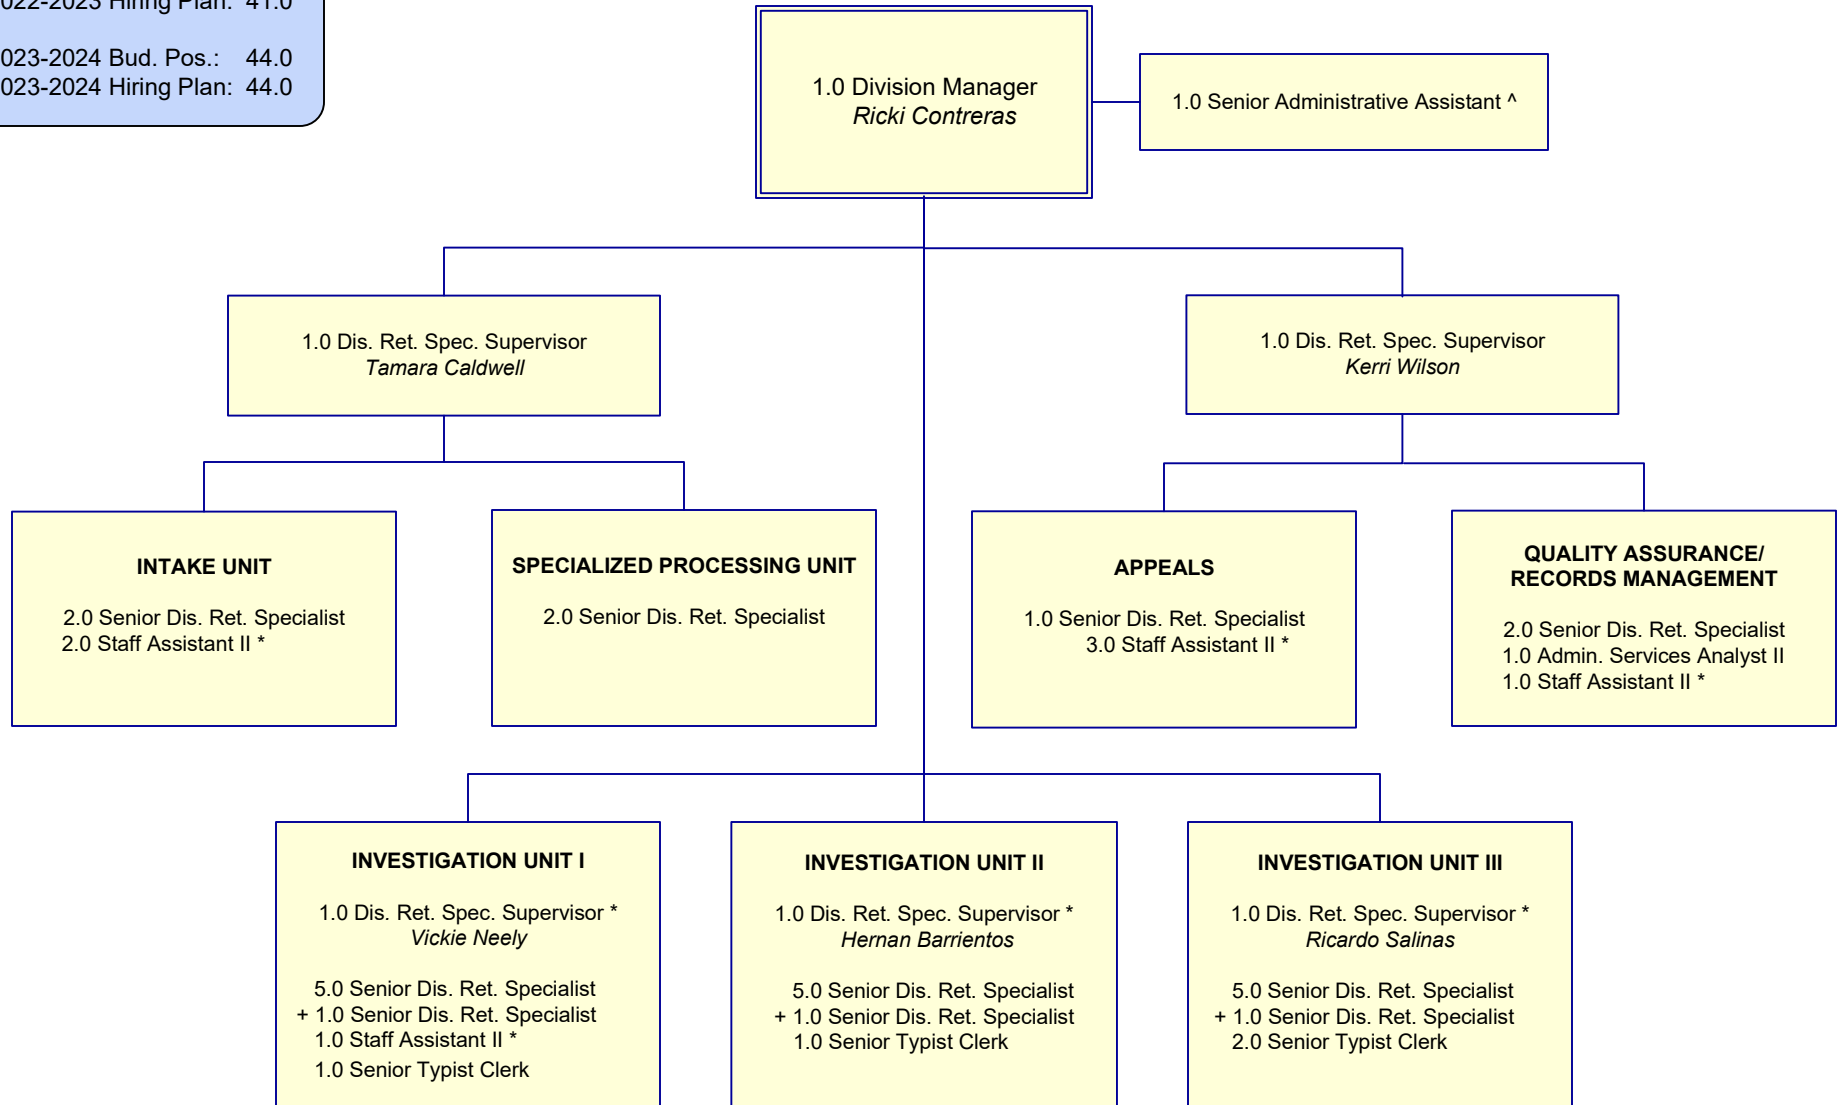 022-2023 Hiring Plan: 41.0
023-2024 Bud. Pos.: 44.0
023-2024 Hiring Plan: 44.0
1.0 Division Manager
Ricki Contreras
1.0 Senior Administrative Assistant ^
1.0 Dis. Ret. Spec. Supervisor
Tamara Caldwell
1.0 Dis. Ret. Spec. Supervisor
Kerri Wilson
INTAKE UNIT
2.0 Senior Dis. Ret. Specialist
2.0 Staff Assistant II *
SPECIALIZED PROCESSING UNIT
2.0 Senior Dis. Ret. Specialist
APPEALS
1.0 Senior Dis. Ret. Specialist
3.0 Staff Assistant II *
QUALITY ASSURANCE/
RECORDS MANAGEMENT
2.0 Senior Dis. Ret. Specialist
1.0 Admin. Services Analyst II
1.0 Staff Assistant II *
INVESTIGATION UNIT I
1.0 Dis. Ret. Spec. Supervisor *
Vickie Neely
5.0 Senior Dis. Ret. Specialist
+ 1.0 Senior Dis. Ret. Specialist
1.0 Staff Assistant II *
1.0 Senior Typist Clerk
INVESTIGATION UNIT II
1.0 Dis. Ret. Spec. Supervisor *
Hernan Barrientos
5.0 Senior Dis. Ret. Specialist
+ 1.0 Senior Dis. Ret. Specialist
1.0 Senior Typist Clerk
INVESTIGATION UNIT III
1.0 Dis. Ret. Spec. Supervisor *
Ricardo Salinas
5.0 Senior Dis. Ret. Specialist
+ 1.0 Senior Dis. Ret. Specialist
2.0 Senior Typist Clerk